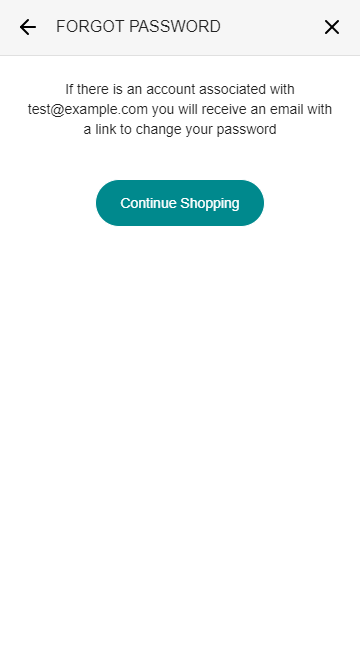 FORGOT PASSWORD
If there is an account associated with
test@example.com you will receive an email with
a link to change your password
Continue Shopping